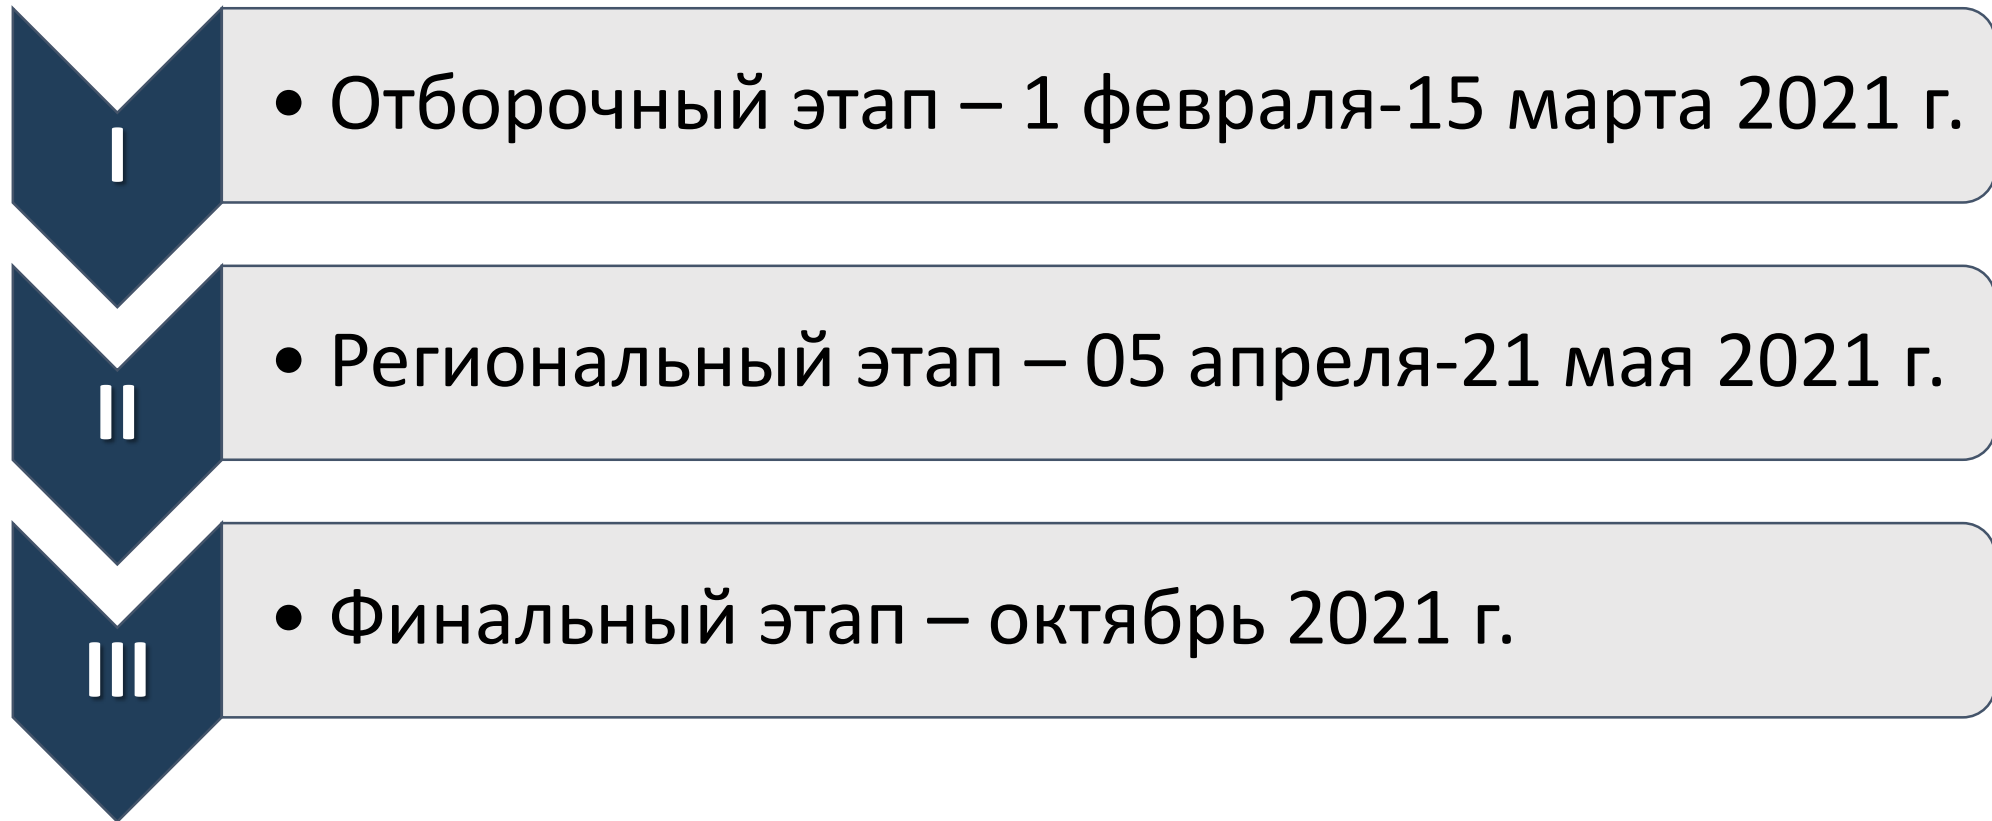 I
• Отборочный этап – 1 февраля-15 марта 2021 г.
II
• Региональный этап – 05 апреля-21 мая 2021 г.
III
• Финальный этап – октябрь 2021 г.